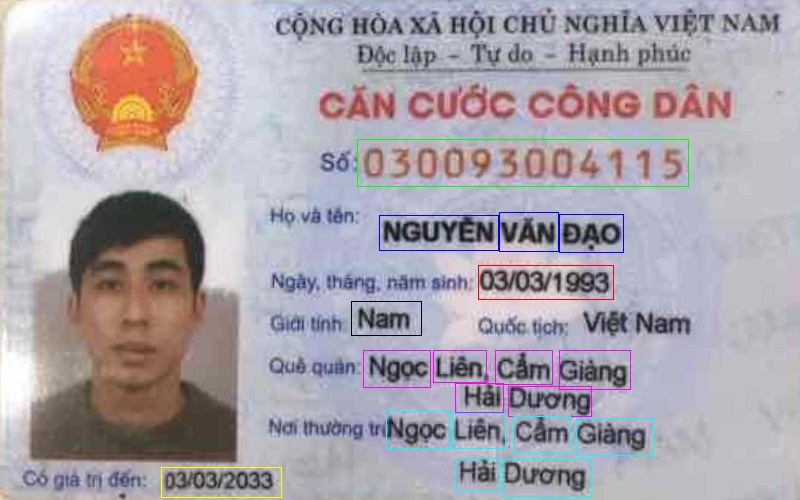 CỘNG HÒA XÃ HỘI CHỦ NGHĨA VIỆT NAM
Độc lập - Tự do - Hạnh phúc
CĂN CƯỚC CÔNG DÂN
Số: 030093004115
Họ và tên: NGUYỄN VĂN ĐẠO
Ngày, tháng, năm sinh: 03/03/1993
Giới tính: Nam Quốc tịch: Việt Nam
Quê quán: Ngọc Liên, Cẩm Giàng
Hải Dương
Nơi thường trú Ngọc Liên, Cẩm Giàng
Hải Dương
Có giá trị đến: 03/03/2033